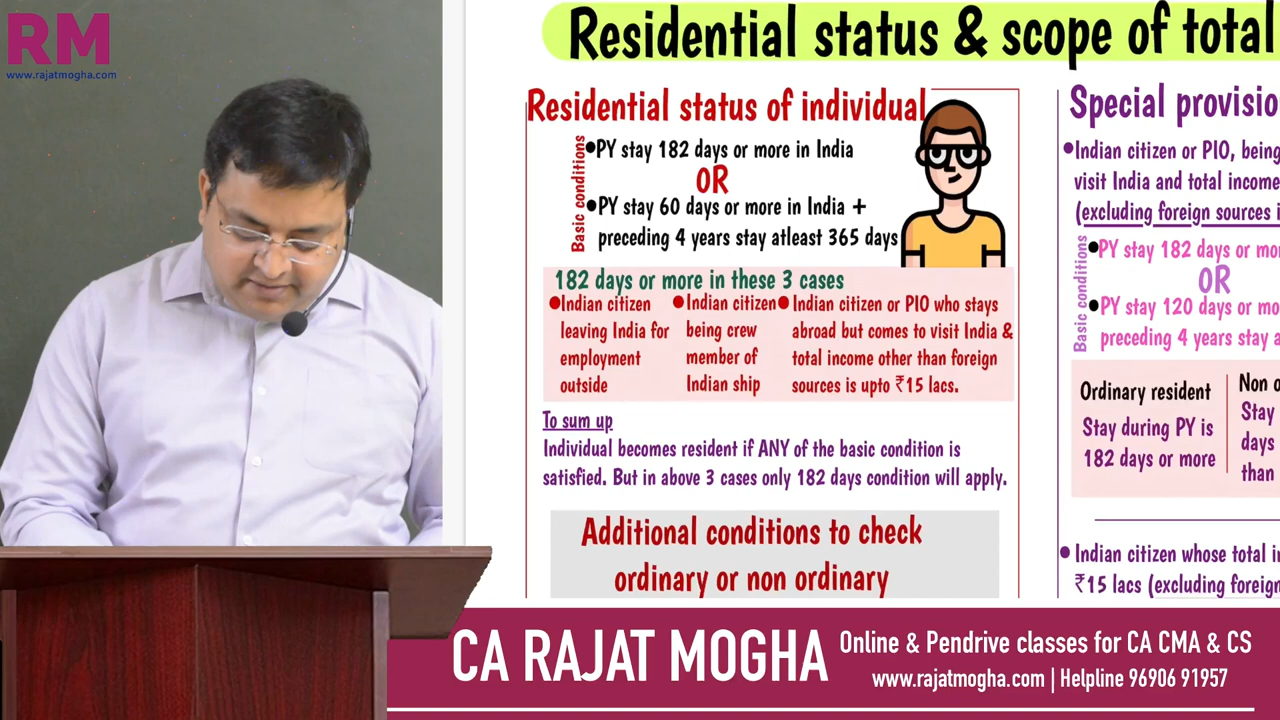 RM
www.rajatmogha.com
Residential status & scope of total
Residential status of individual
Basic conditions
•PY stay 182 days or more in India
OR
•PY stay 60 days or more in India +
preceding 4 years stay atleast 365 days
182 days or more in these 3 cases
•Indian citizen
leaving India for
employment
outside
•Indian citizen
being crew
member of
Indian ship
•Indian citizen or PIO who stays
abroad but comes to visit India &
total income other than foreign
sources is upto ₹15 lacs.
To sum up
Individual becomes resident if ANY of the basic condition is
satisfied. But in above 3 cases only 182 days condition will apply.
Additional conditions to check
ordinary or non ordinary
Special provisio
•Indian citizen or PIO, being
visit India and total income
(excluding foreign sources i
Basic conditions
•PY stay 182 days or mo
OR
•PY stay 120 days or mo
preceding 4 years stay a
Ordinary resident
Stay during PY is
182 days or more
Non o
Stay
days
than
•Indian citizen whose total in
₹15 lacs (excluding foreign
CA RAJAT MOGHA
Online & Pendrive classes for CA CMA & CS
www.rajatmogha.com | Helpline 96906 91957